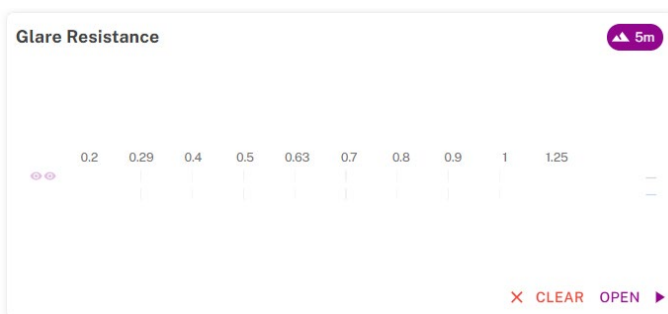 Glare Resistance
5m
0.2 0.29 0.4 0.5 0.63 0.7 0.8 0.9 1 1.25
— 
—
CLEAR OPEN